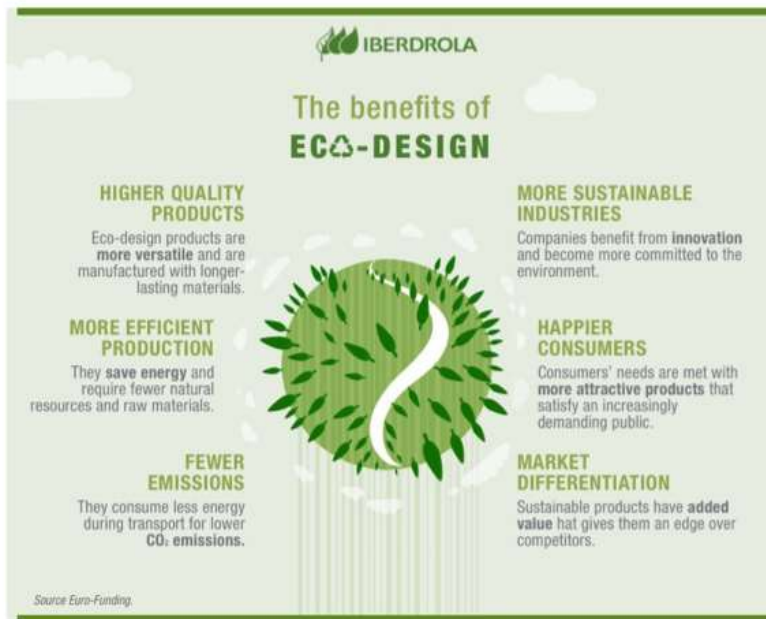 IBERDROLA
The benefits of
ECO-DESIGN
HIGHER QUALITY
PRODUCTS
Eco-design products are
more versatile and are
manufactured with longer-
lasting materials.
MORE EFFICIENT
PRODUCTION
They save energy and
require fewer natural
resources and raw materials.
FEWER
EMISSIONS
They consume less energy
during transport for lower
CO₂ emissions.
MORE SUSTAINABLE
INDUSTRIES
Companies benefit from innovation
and become more committed to the
environment.
HAPPIER
CONSUMERS
Consumers' needs are met with
more attractive products that
satisfy an increasingly
demanding public.
MARKET
DIFFERENTIATION
Sustainable products have added
value hat gives them an edge over
competitors.
Source Euro-Funding.